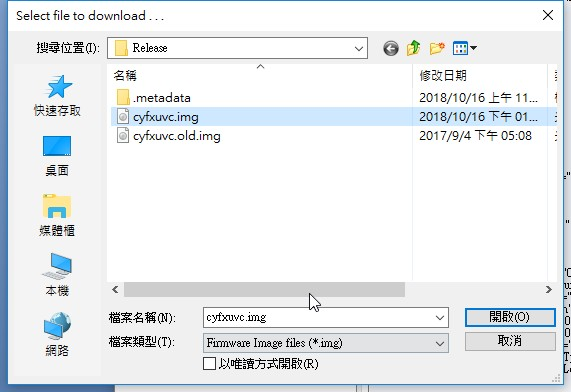 Select file to download . . .
搜尋位置(I): Release
名稱 修改日期
.metadata 2018/10/16 上午 11...
cyfxuvc.img 2018/10/16 下午 01...
cyfxuvc.old.img 2017/9/4 下午 05:08
快速存取
桌面
媒體櫃
本機
網路
檔案名稱(N): cyfxuvc.img 開啟(O)
檔案類型(T): Firmware Image files (*.img) 取消
以唯讀方式開啟(R)